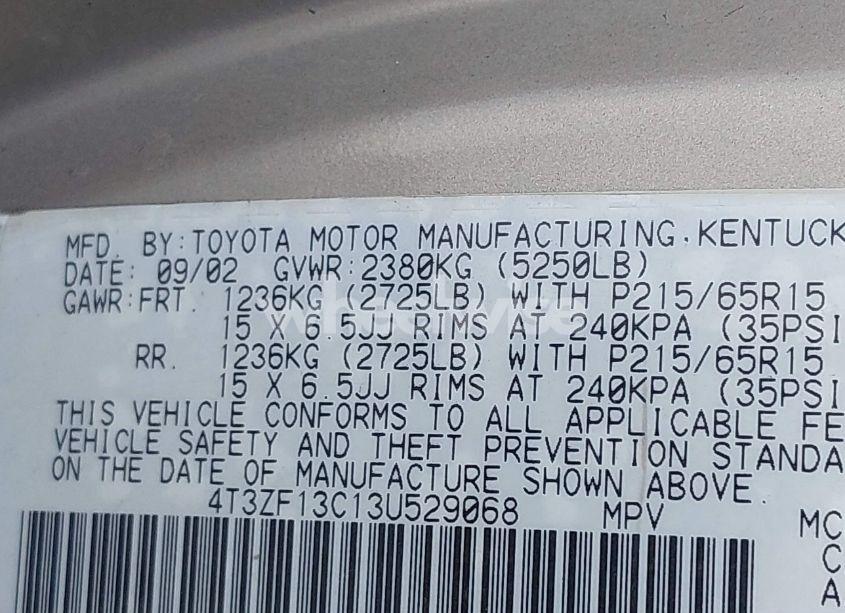 MFD. BY:TOYOTA MOTOR MANUFACTURING.KENTUCK
DATE: 09/02 GVWR:2380KG (5250LB)
GAWR:FRT. 1236KG (2725LB) WITH P215/65R15
15 X 6.5JJ RIMS AT 240KPA (35PSI
RR. 1236KG (2725LB) WITH P215/65R15
15 X 6.5JJ RIMS AT 240KPA (35PSI
THIS VEHICLE CONFORMS TO ALL APPLICABLE FE
VEHICLE SAFETY AND THEFT PREVENTION STANDA
ON THE DATE OF MANUFACTURE SHOWN ABOVE.
4T3ZF13C13U529068 MPV
MC
C
A
wheelwise